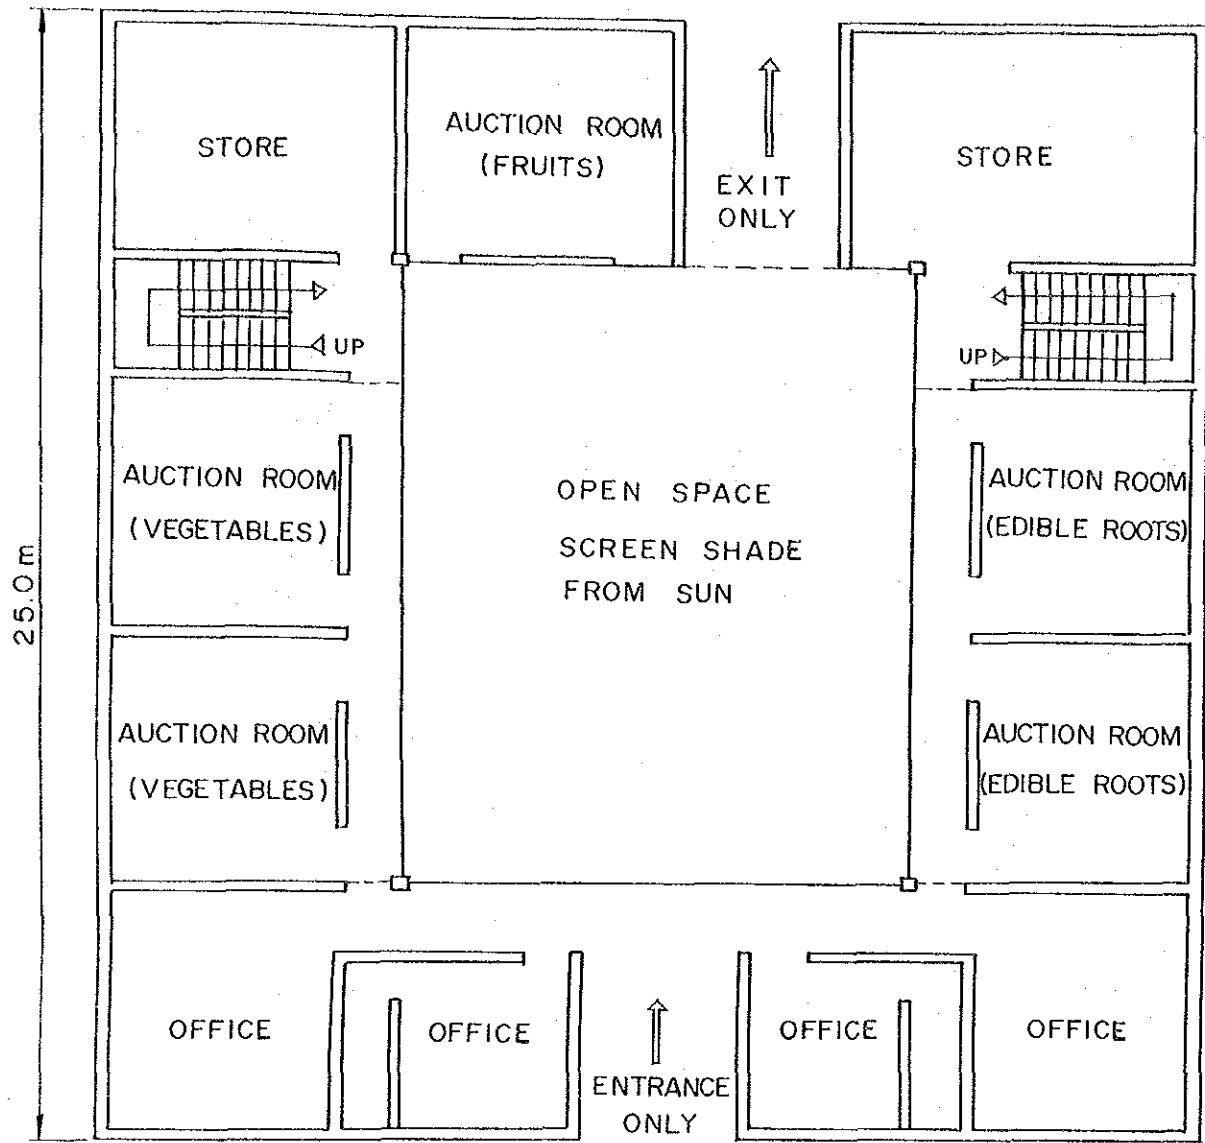 STORE
AUCTION ROOM
(FRUITS)
EXIT
ONLY
STORE
UP
UP
AUCTION ROOM
(VEGETABLES)
OPEN SPACE
SCREEN SHADE
FROM SUN
AUCTION ROOM
(EDIBLE ROOTS)
25.0 m
AUCTION ROOM
(VEGETABLES)
AUCTION ROOM
(EDIBLE ROOTS)
OFFICE
OFFICE
ENTRANCE
ONLY
OFFICE
OFFICE